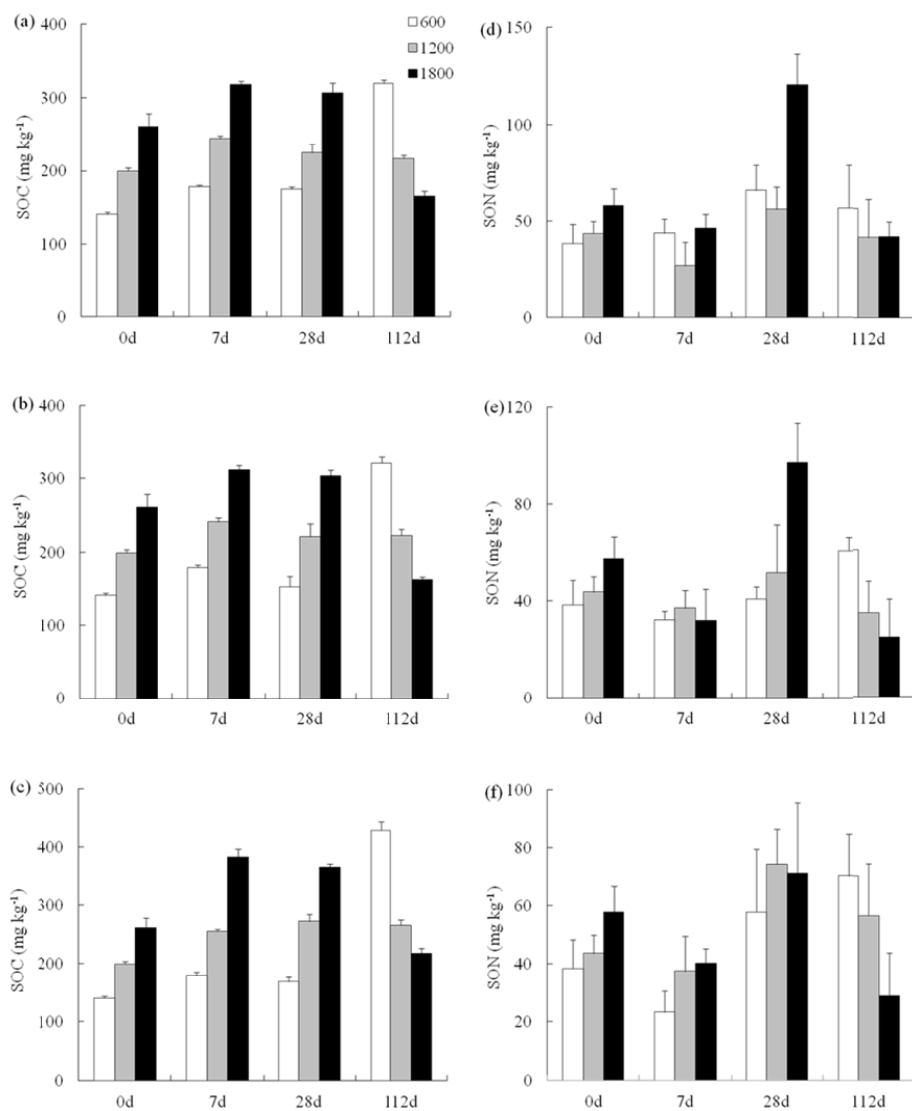 (a)
400
300
200
100
0
SOC (mg kg⁻¹)
600
1200
1800
0d 7d 28d 112d
(d)
150
100
50
0
SON (mg kg⁻¹)
0d 7d 28d 112d
(b)
400
300
200
100
0
SOC (mg kg⁻¹)
0d 7d 28d 112d
(e)
120
80
40
0
SON (mg kg⁻¹)
0d 7d 28d 112d
(c)
500
400
300
200
100
0
SOC (mg kg⁻¹)
0d 7d 28d 112d
(f)
100
80
60
40
20
0
SON (mg kg⁻¹)
0d 7d 28d 112d